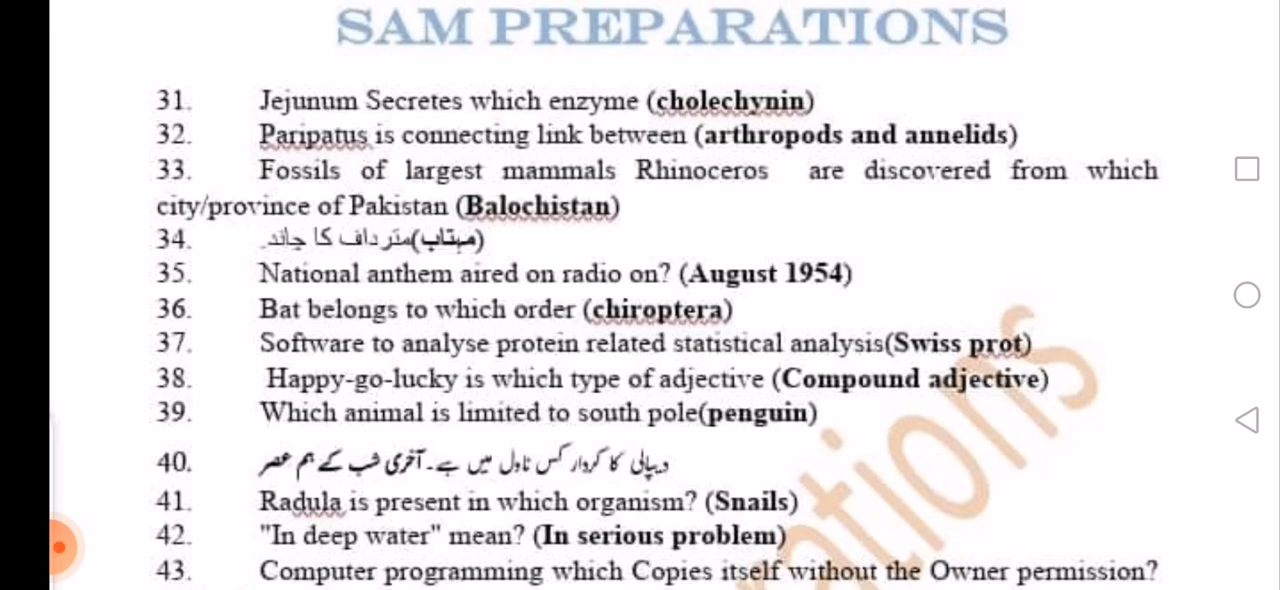 SAM PREPARATIONS
31. Jejunum Secretes which enzyme (cholechynin)
32. Paripatus is connecting link between (arthropods and annelids)
33. Fossils of largest mammals Rhinoceros are discovered from which
city/province of Pakistan (Balochistan)
34. متر داف کا چاند (مہتاب)
35. National anthem aired on radio on? (August 1954)
36. Bat belongs to which order (chiroptera)
37. Software to analyse protein related statistical analysis(Swiss prot)
38. Happy-go-lucky is which type of adjective (Compound adjective)
39. Which animal is limited to south pole(penguin)
40. دیپالی کا کردار کس ناول میں ہے۔ آخری شب کے ہم عصر
41. Radula is present in which organism? (Snails)
42. "In deep water" mean? (In serious problem)
43. Computer programming which Copies itself without the Owner permission?